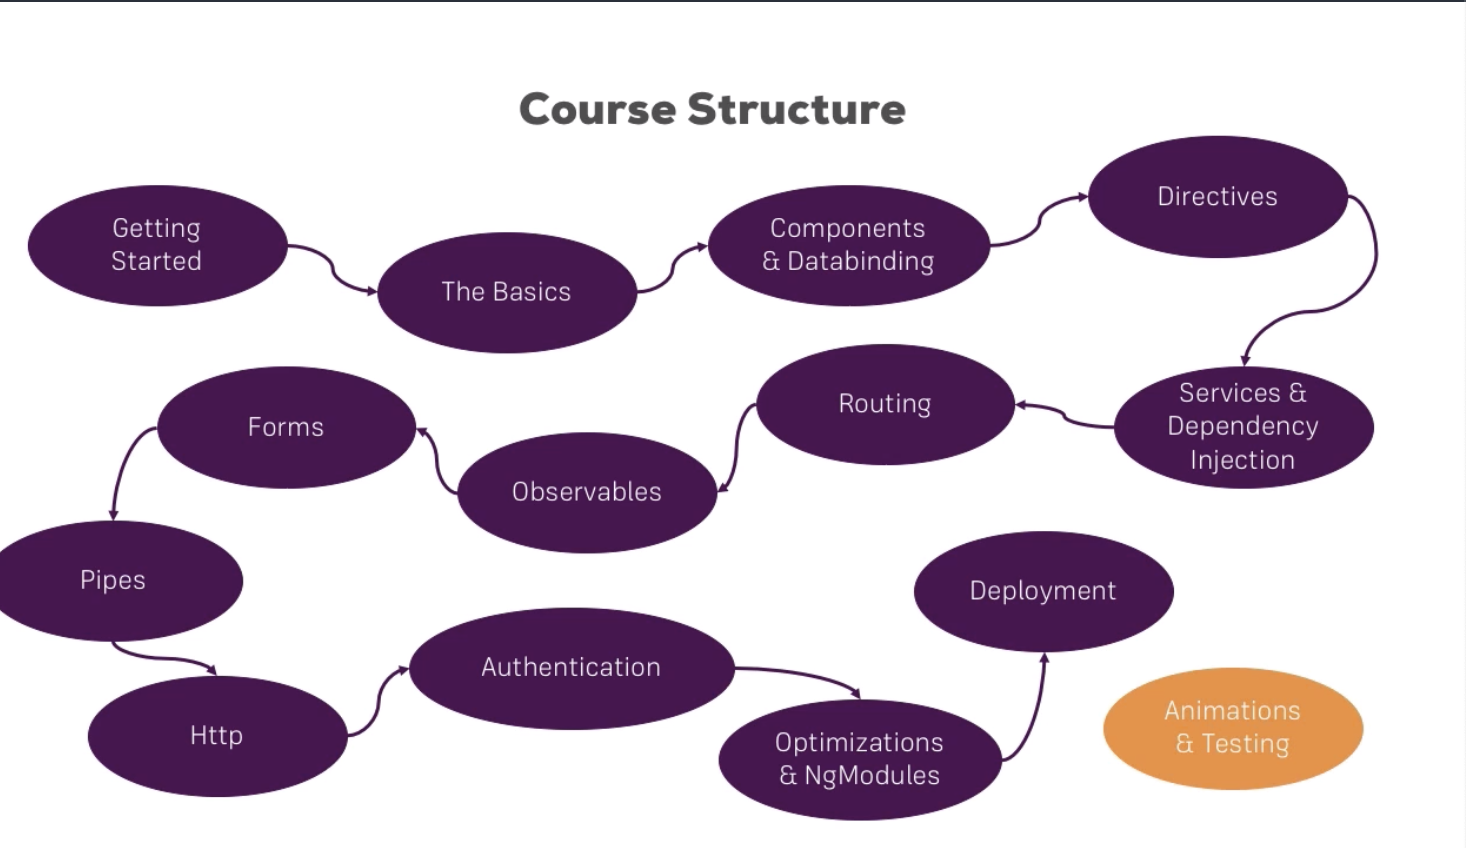 Course Structure
Getting
Started
The Basics
Components
& Databinding
Directives
Services &
Dependency
Injection
Routing
Observables
Forms
Pipes
Http
Authentication
Optimizations
& NgModules
Deployment
Animations
& Testing